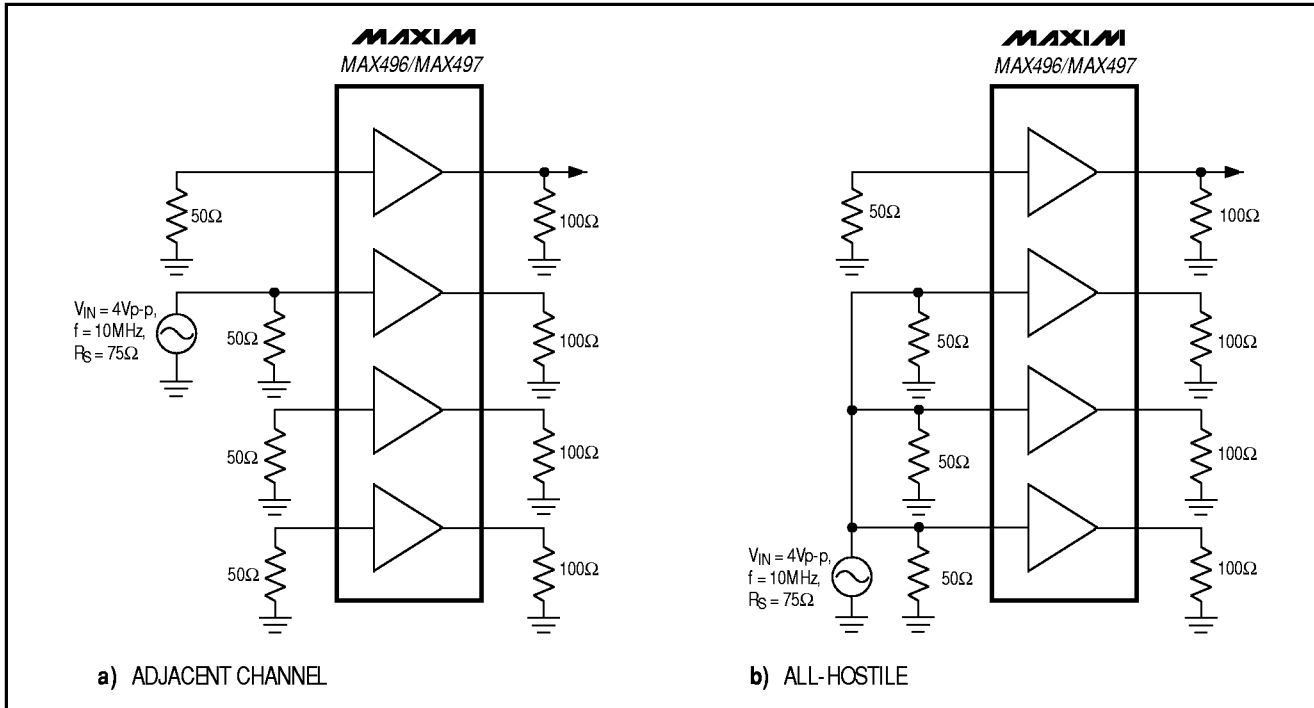 MAXIM
MAX496/MAX497
50Ω
100Ω
VIN = 4Vp-p,
f = 10MHz,
RS = 75Ω
50Ω
100Ω
50Ω
100Ω
50Ω
100Ω
a) ADJACENT CHANNEL
MAXIM
MAX496/MAX497
50Ω
100Ω
50Ω
100Ω
50Ω
100Ω
VIN = 4Vp-p,
f = 10MHz,
RS = 75Ω
50Ω
100Ω
b) ALL-HOSTILE